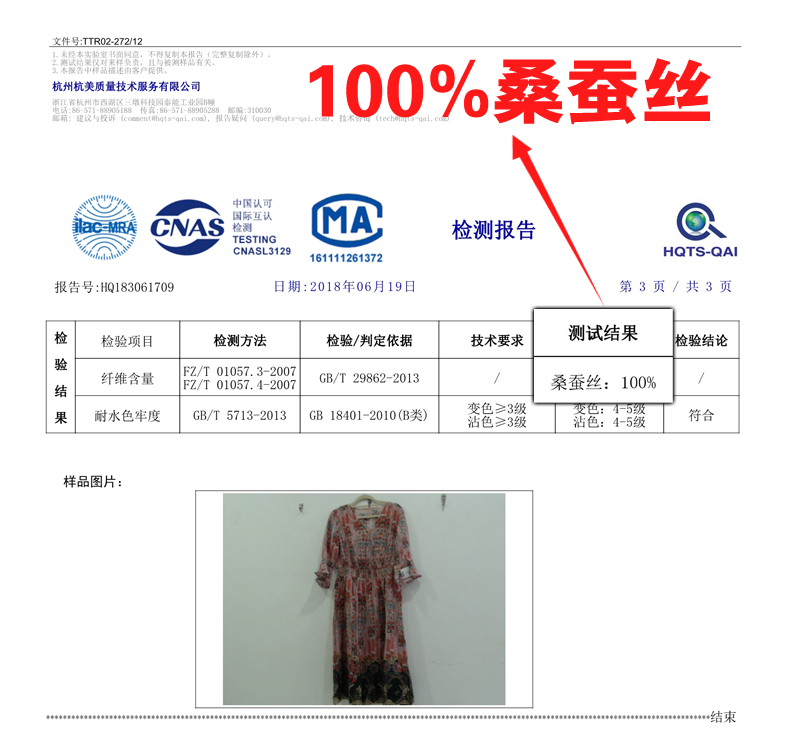 文件号:TTR02-272/12
1.未经本实验室书面同意,不得复制本报告(完整复制除外)。
2.测试结果仅对来样负责,且与被测样品有关。
3.本报告中样品描述由客户提供。
100%桑蚕丝
杭州杭美质量技术服务有限公司
浙江省杭州市西湖区三墩科技园泰能工业园B幢
电话:86-571-88905188 传真:86-571-88905288 邮编:310030
邮箱: 建议与投诉 (comment@hqts-qai.com), 报告疑问 (query@hqts-qai.com), 技术咨询 (tech@hqts-qai.com)
ilac-MRA
CNAS
中国认可
国际互认
检测
TESTING
CNASL3129
MA
161111261372
检测报告
HQTS-QAI
报告号:HQ183061709 日期:2018年06月19日 第 3 页 / 共 3 页
检验结果
检验项目 检测方法 检验/判定依据 技术要求 测试结果 检验结论
纤维含量 FZ/T 01057.3-2007 GB/T 29862-2013 / 桑蚕丝: 100% /
FZ/T 01057.4-2007
耐水色牢度 GB/T 5713-2013 GB 18401-2010(B类) 变色≥3级 变色: 4-5级 符合
沾色≥3级 沾色: 4-5级
样品图片:
结束